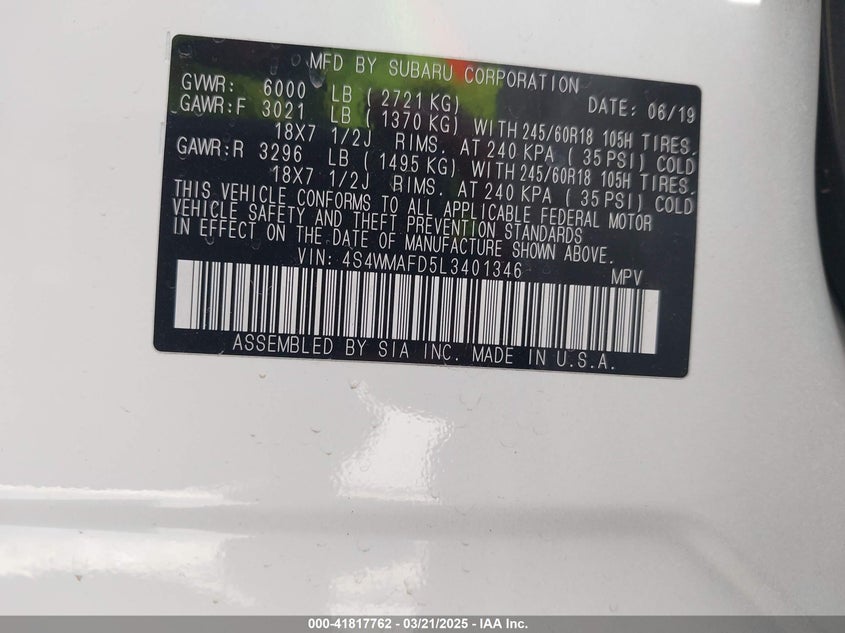 MFD BY SUBARU CORPORATION
GVWR: 6000 LB ( 2721 KG) DATE: 06/19
GAWR:F 3021 LB ( 1370 KG) WITH 245/60R18 105H TIRES.
18X7 1/2J RIMS. AT 240 KPA ( 35 PSI) COLD
GAWR:R 3296 LB ( 1495 KG) WITH 245/60R18 105H TIRES.
18X7 1/2J RIMS. AT 240 KPA ( 35 PSI) COLD
THIS VEHICLE CONFORMS TO ALL APPLICABLE FEDERAL MOTOR
VEHICLE SAFETY AND THEFT PREVENTION STANDARDS
IN EFFECT ON THE DATE OF MANUFACTURE SHOWN ABOVE.
VIN: 4S4WMAFD5L3401346 MPV
ASSEMBLED BY SIA INC. MADE IN U.S.A.
000-41817762 — 03/21/2025 — IAA Inc.